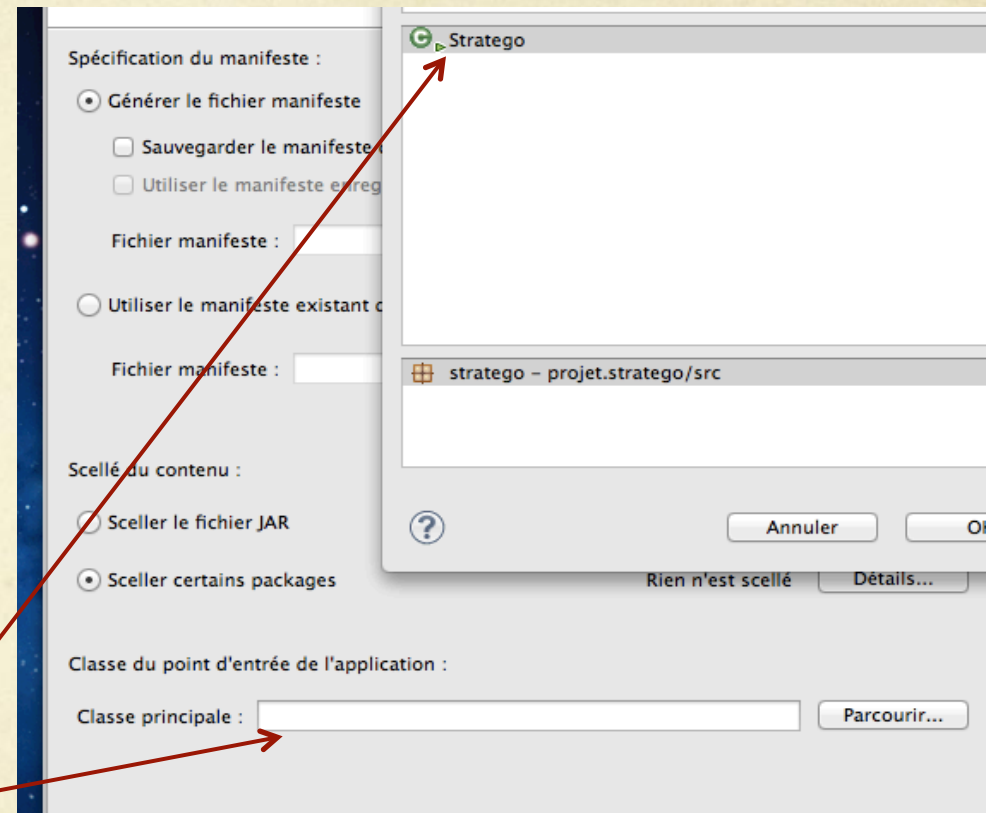 Spécification du manifeste :
Générer le fichier manifeste
Sauvegarder le manifeste
Utiliser le manifeste
Fichier manifeste :
Utiliser le manifeste existant
Fichier manifeste :
Scellé du contenu :
Sceller le fichier JAR
Sceller certains packages
Rien n'est scellé
Détails...
Classe du point d'entrée de l'application :
Classe principale :
Parcourir...
Stratego
stratego – projet.stratego/src
Annuler